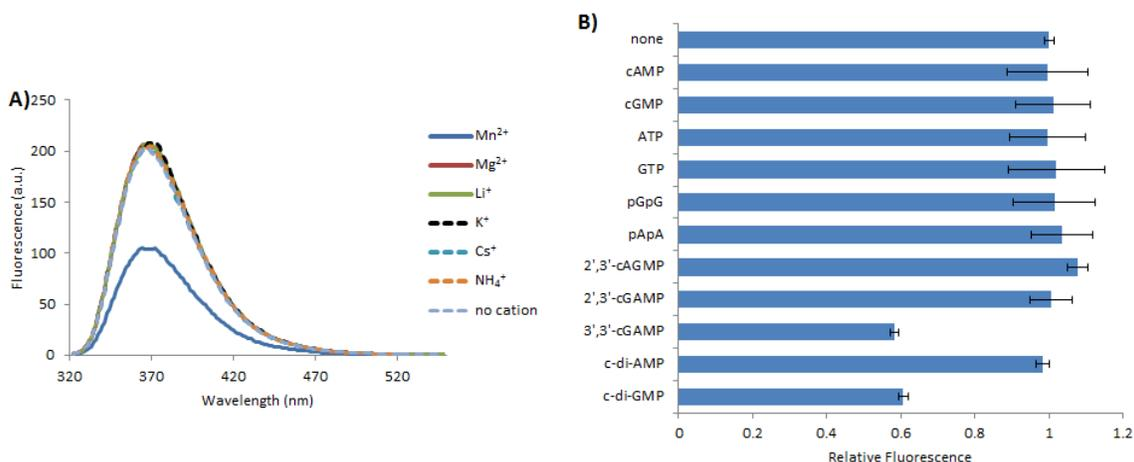 A)
250
200
150
100
50
0
320 370 420 470 520
Wavelength (nm)
Fluorescence (a.u.)
Mn²⁺
Mg²⁺
Li⁺
K⁺
Cs⁺
NH₄⁺
no cation
B)
none
cAMP
cGMP
ATP
GTP
pGpG
pApA
2',3'-cAGMP
2',3'-cGAMP
3',3'-cGAMP
c-di-AMP
c-di-GMP
0 0.2 0.4 0.6 0.8 1 1.2
Relative Fluorescence